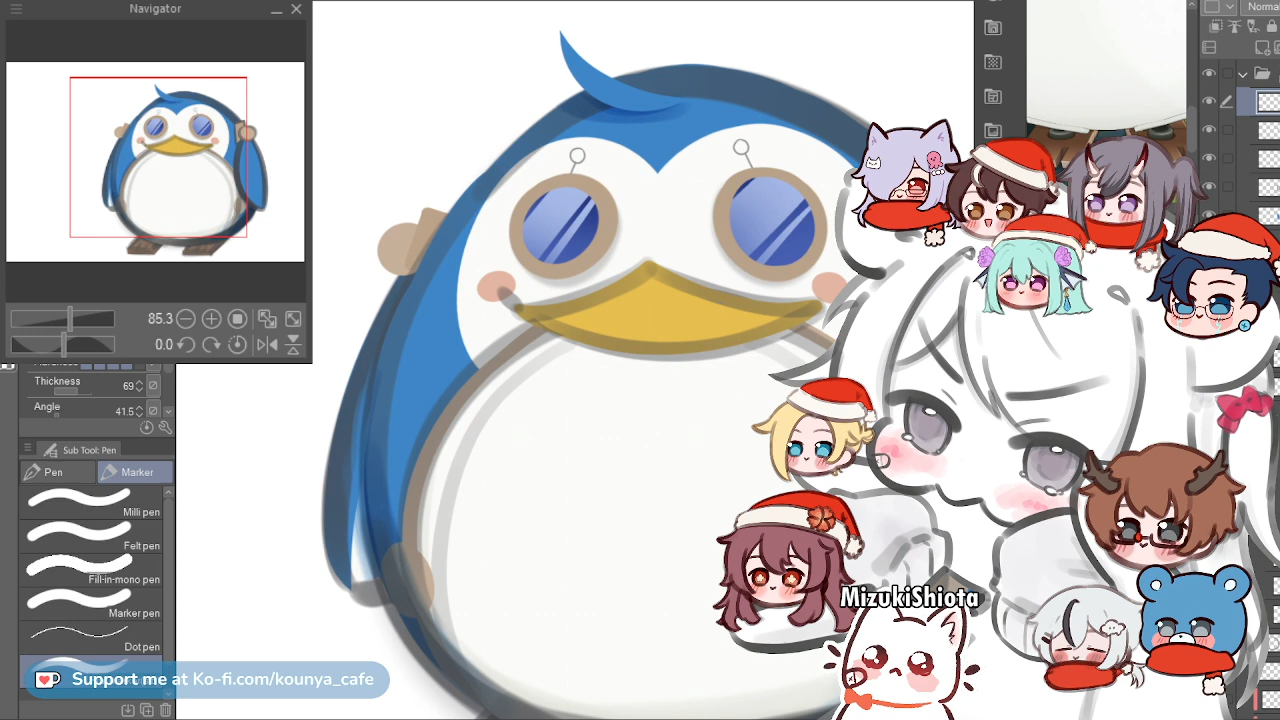 Navigator
Norma
85.3
0.0
Thickness
69
Angle
41.5
Sub Tool: Pen
Pen
Marker
Milli pen
Felt pen
Fill-in-mono pen
Marker pen
Dot pen
MizukiShiota
Support me at Ko-fi.com/kounya_cafe